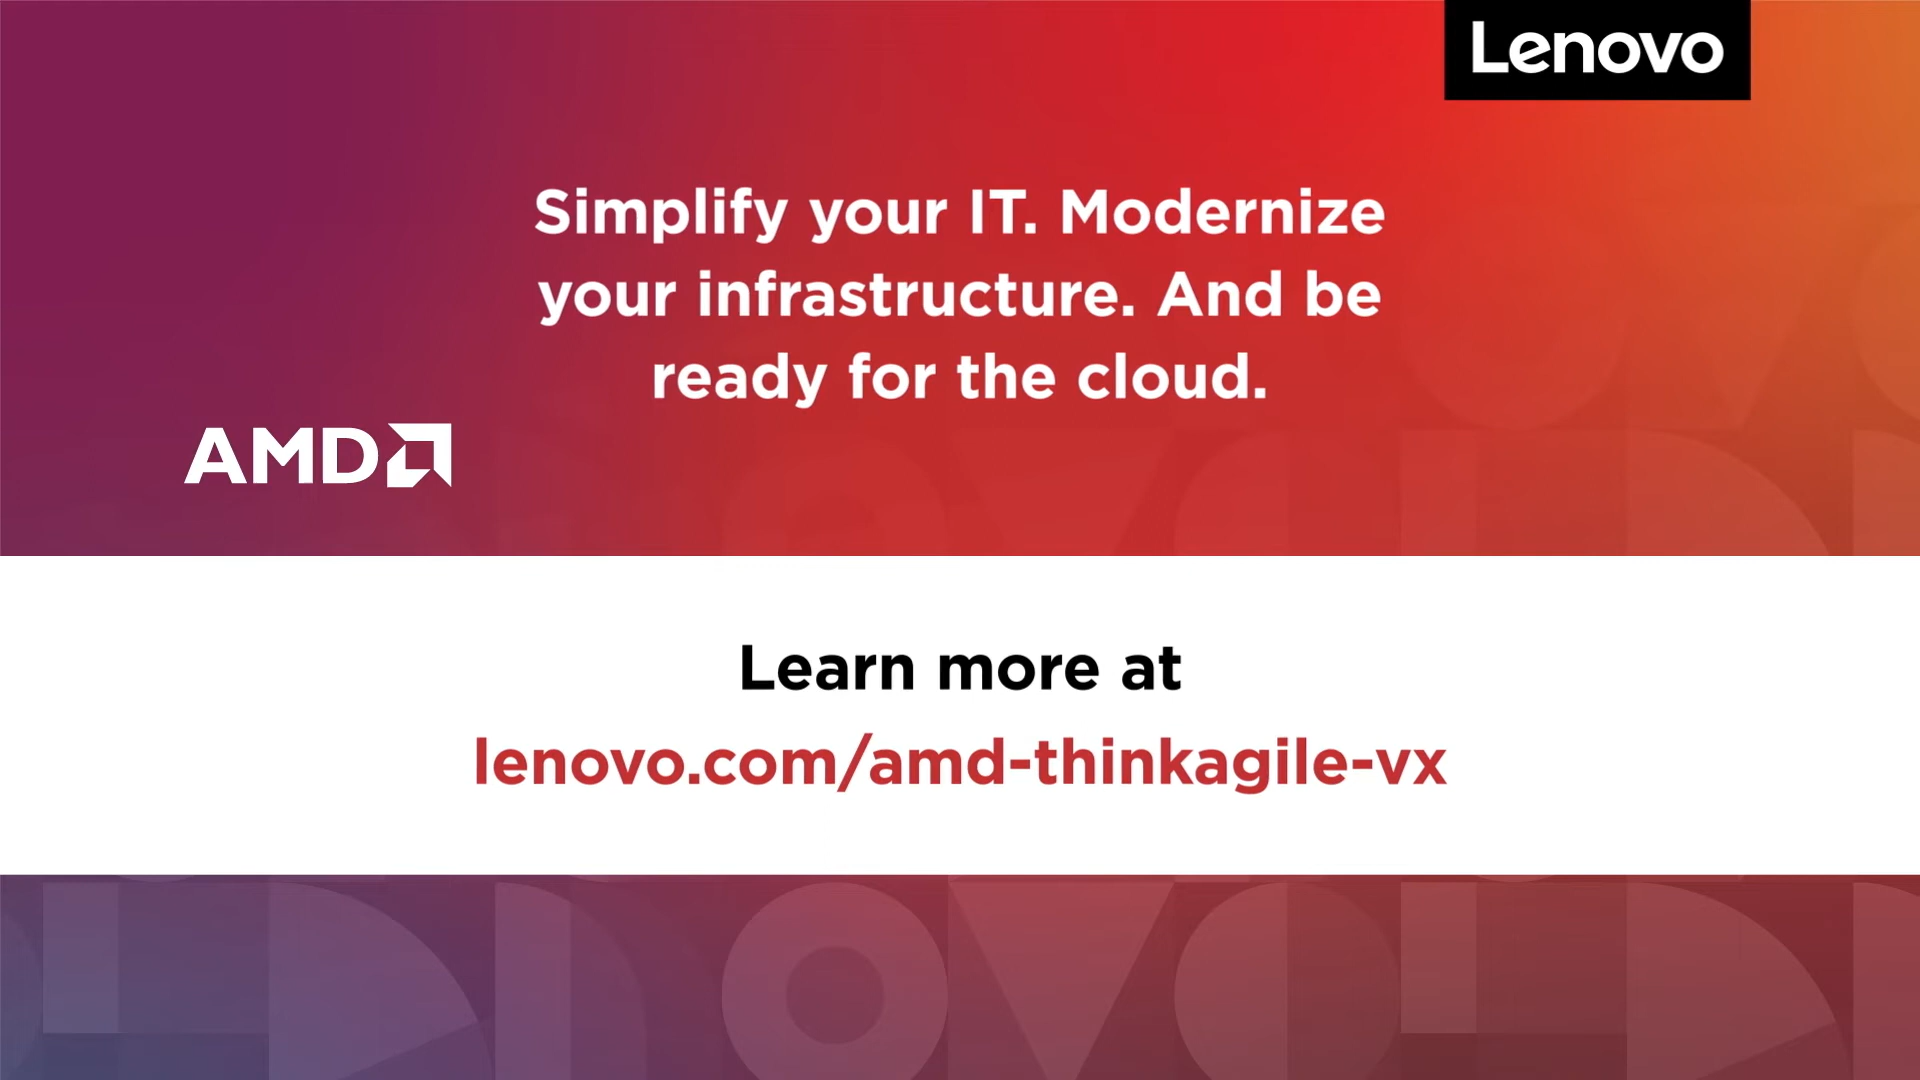 Lenovo
Simplify your IT. Modernize
your infrastructure. And be
ready for the cloud.
AMD
Learn more at
lenovo.com/amd-thinkagile-vx